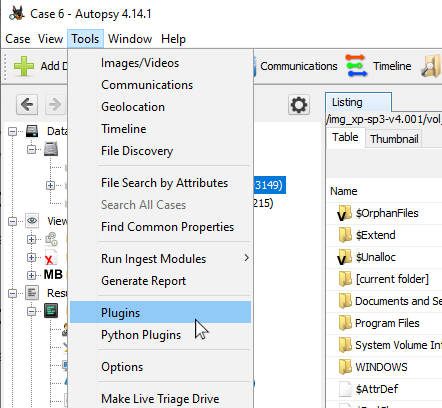 Case 6 - Autopsy 4.14.1
Case View Tools Window Help
Add D
Images/Videos
Communications
Geolocation
Timeline
File Discovery
File Search by Attributes
Search All Cases
Find Common Properties
Run Ingest Modules
Generate Report
Plugins
Python Plugins
Options
Make Live Triage Drive
Communications
Timeline
Data
3149)
215)
View
MB
Resu
Listing
/img_xp-sp3-v4.001/vol_
Table Thumbnail
Name
$OrphanFiles
$Extend
$Unalloc
[current folder]
Documents and Se
Program Files
System Volume Inf
WINDOWS
$AttrDef